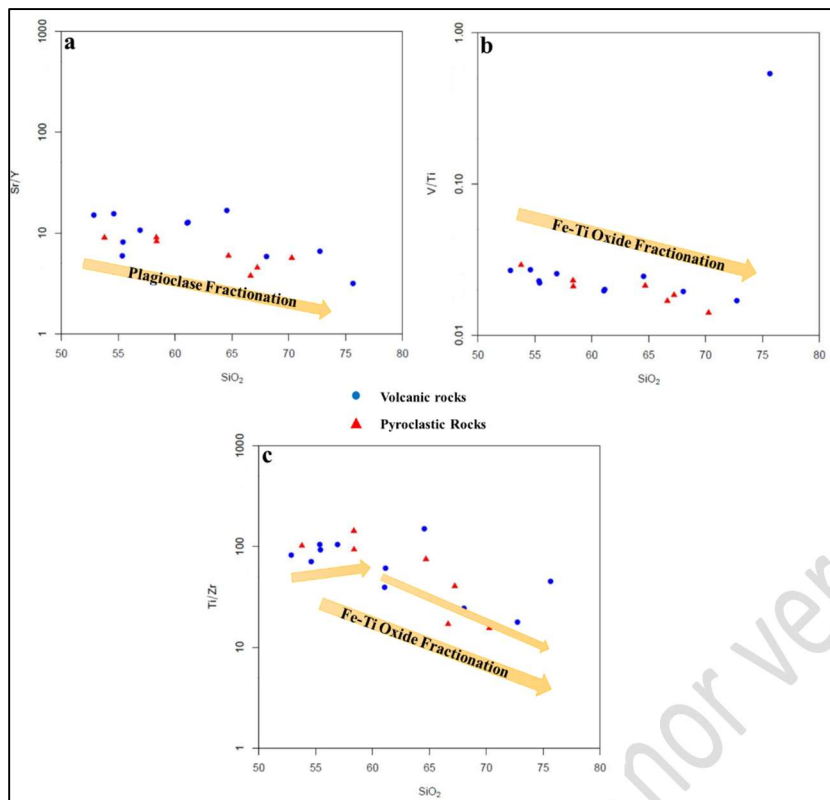 a
1000
100
10
1
Sr/Y
Plagioclase Fractionation
50 55 60 65 70 75 80
SiO₂
b
1.00
0.10
0.01
V/Ti
Fe-Ti Oxide Fractionation
50 55 60 65 70 75 80
SiO₂
Volcanic rocks
Pyroclastic Rocks
c
1000
100
10
1
Ti/Zr
Fe-Ti Oxide Fractionation
50 55 60 65 70 75 80
SiO₂
nor ver